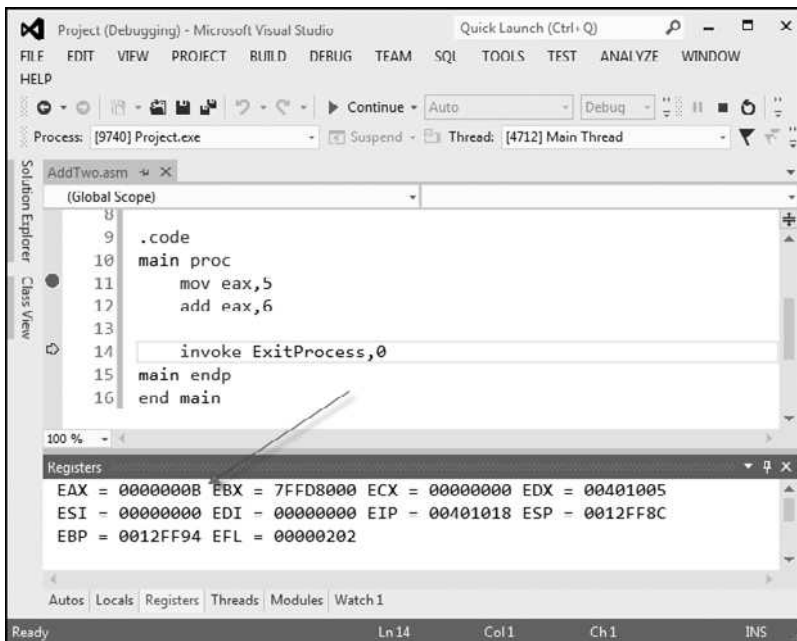 Project (Debugging) - Microsoft Visual Studio
Quick Launch (Ctrl+Q)
FILE EDIT VIEW PROJECT BUILD DEBUG TEAM SQL TOOLS TEST ANALYZE WINDOW
HELP
Continue Auto Debug
Process: [9740] Project.exe Suspend Thread: [4712] Main Thread
Solution Explorer
Class View
AddTwo.asm
(Global Scope)
8
9 .code
10 main proc
11 mov eax,5
12 add eax,6
13
14 invoke ExitProcess,0
15 main endp
16 end main
100 %
Registers
EAX = 0000000B EBX = 7FFD8000 ECX = 00000000 EDX = 00401005
ESI = 00000000 EDI = 00000000 EIP = 00401018 ESP = 0012FF8C
EBP = 0012FF94 EFL = 00000202
Autos Locals Registers Threads Modules Watch 1
Ready Ln 14 Col 1 Ch 1 INS